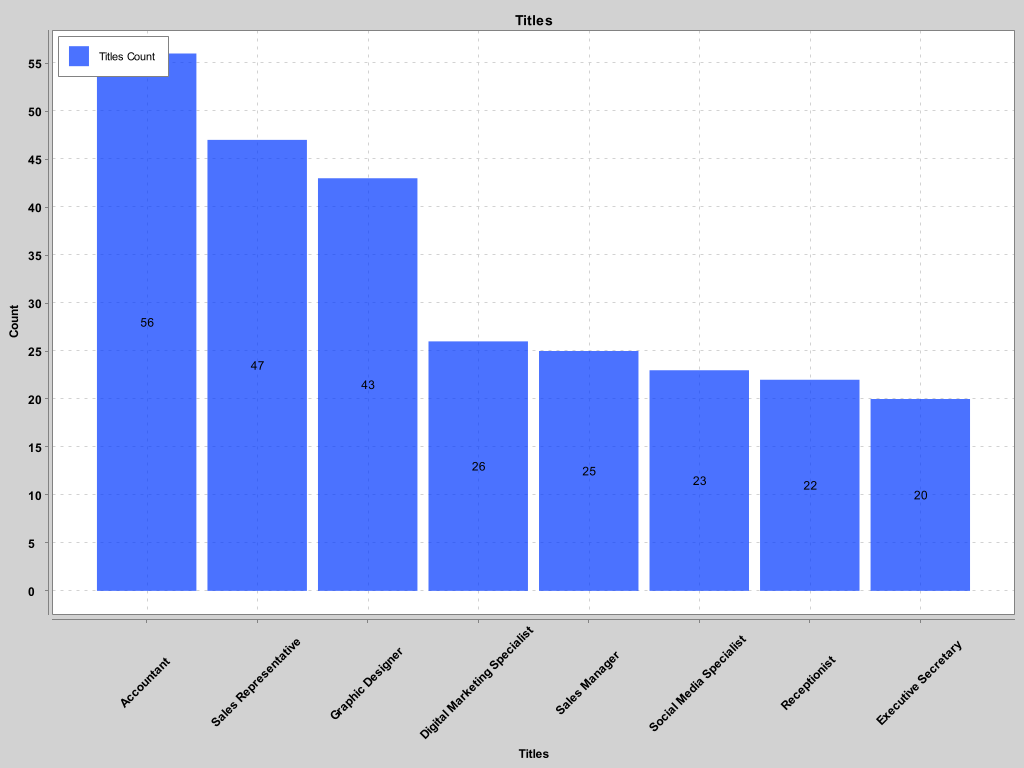 Titles
Titles Count
Count
55
50
45
40
35
30
25
20
15
10
5
0
56
47
43
26
25
23
22
20
Accountant
Sales Representative
Graphic Designer
Digital Marketing Specialist
Sales Manager
Social Media Specialist
Receptionist
Executive Secretary
Titles